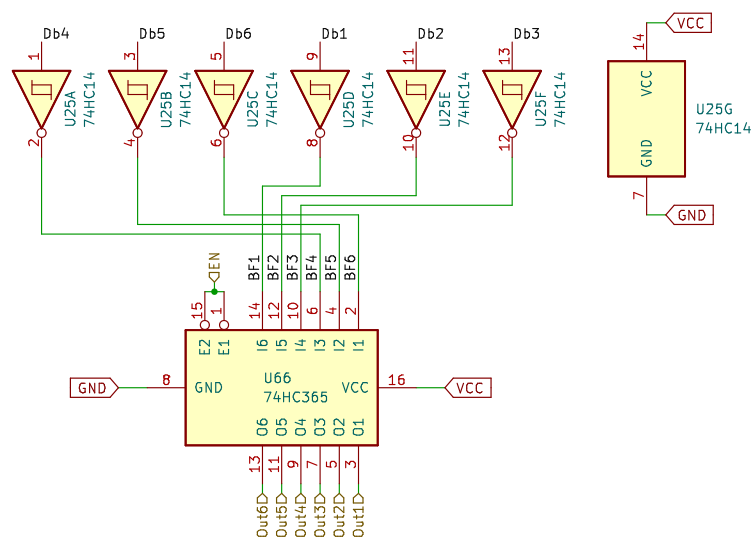 Db4 Db5 Db6 Db1 Db2 Db3
1 3 5 9 11 13
U25A 74HC14
U25B 74HC14
U25C 74HC14
U25D 74HC14
U25E 74HC14
U25F 74HC14
2 4 6 8 10 12
VCC
14
VCC
U25G
74HC14
GND
7
GND
EN
BF1 BF2 BF3 BF4 BF5 BF6
15 1 14 12 10 6 4 2
E2 E1 I6 I5 I4 I3 I2 I1
GND 8 GND
U66
74HC365
VCC 16 VCC
O6 O5 O4 O3 O2 O1
13 11 9 7 5 3
Out6 Out5 Out4 Out3 Out2 Out1